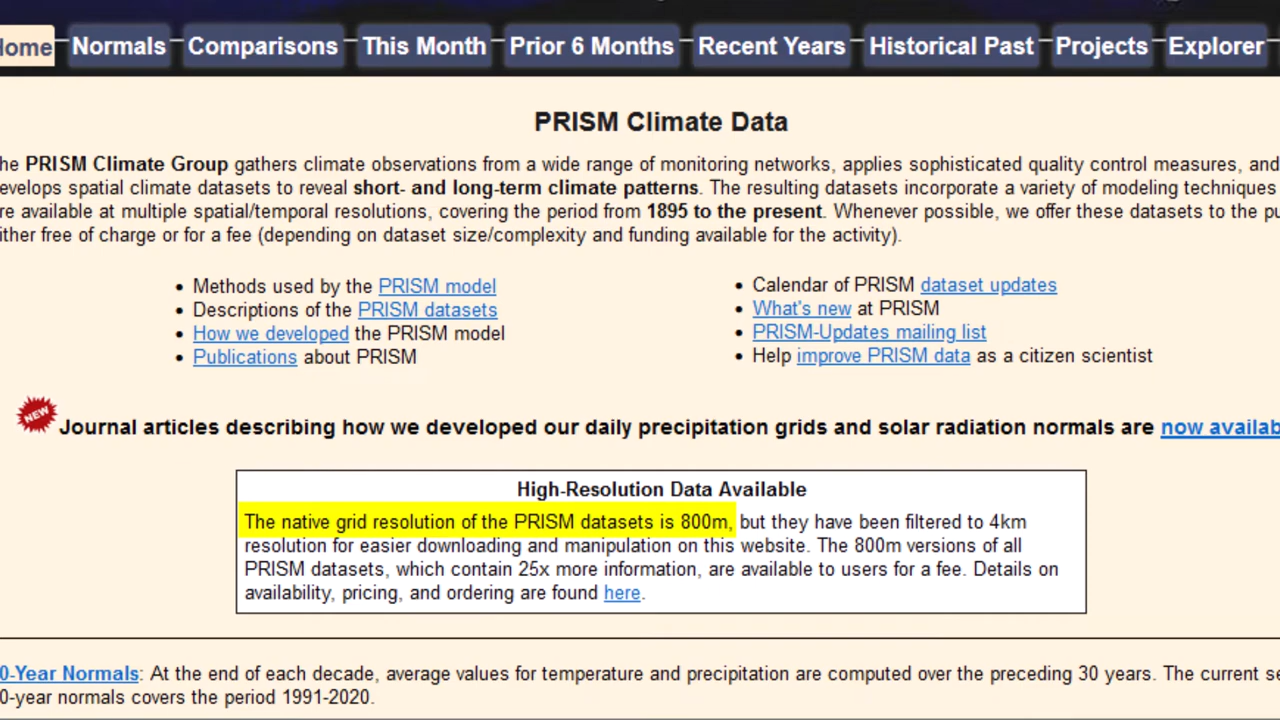 Home Normals Comparisons This Month Prior 6 Months Recent Years Historical Past Projects Explorer
PRISM Climate Data
he PRISM Climate Group gathers climate observations from a wide range of monitoring networks, applies sophisticated quality control measures, and
evelops spatial climate datasets to reveal short- and long-term climate patterns. The resulting datasets incorporate a variety of modeling techniques
re available at multiple spatial/temporal resolutions, covering the period from 1895 to the present. Whenever possible, we offer these datasets to the pu
ither free of charge or for a fee (depending on dataset size/complexity and funding available for the activity).
• Methods used by the PRISM model
• Descriptions of the PRISM datasets
• How we developed the PRISM model
• Publications about PRISM
• Calendar of PRISM dataset updates
• What's new at PRISM
• PRISM-Updates mailing list
• Help improve PRISM data as a citizen scientist
NEW
Journal articles describing how we developed our daily precipitation grids and solar radiation normals are now availab
High-Resolution Data Available
The native grid resolution of the PRISM datasets is 800m, but they have been filtered to 4km
resolution for easier downloading and manipulation on this website. The 800m versions of all
PRISM datasets, which contain 25x more information, are available to users for a fee. Details on
availability, pricing, and ordering are found here.
0-Year Normals: At the end of each decade, average values for temperature and precipitation are computed over the preceding 30 years. The current se
0-year normals covers the period 1991-2020.